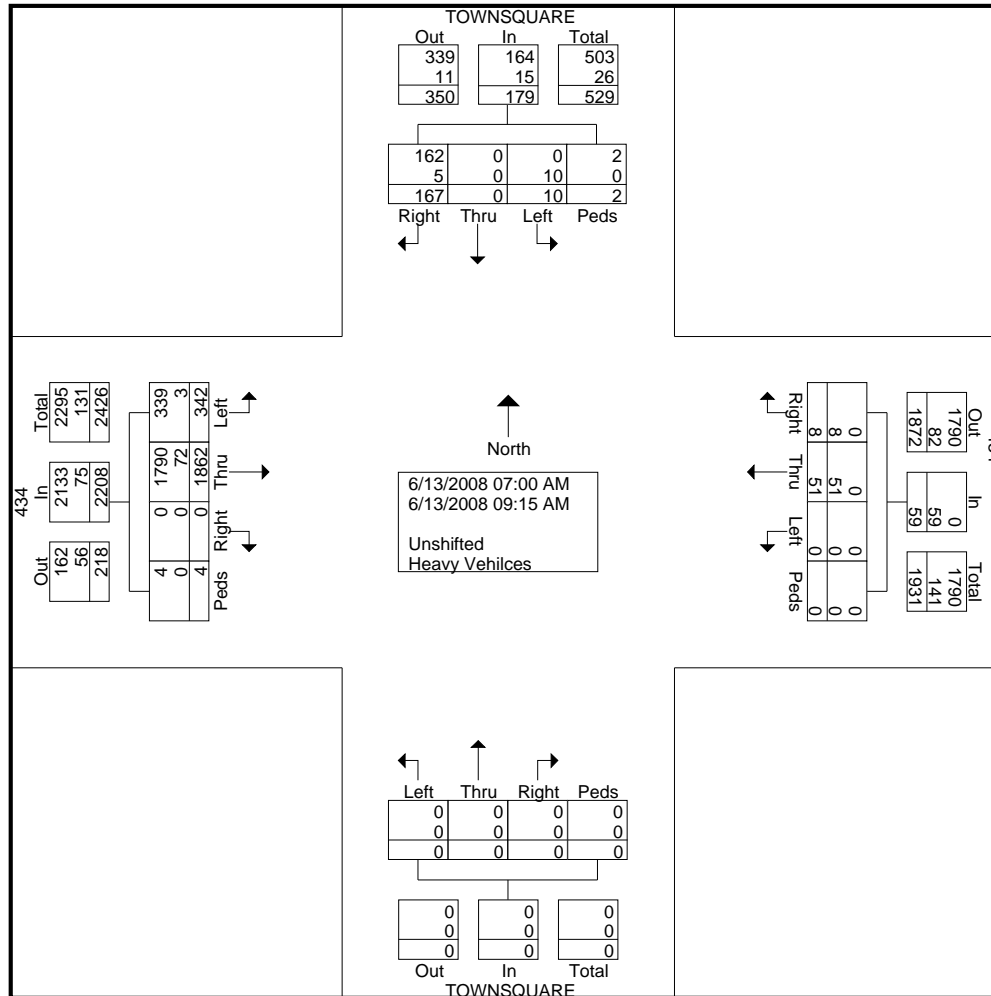 TOWNSQUARE
Out In Total
339 164 503
11 15 26
350 179 529
162 0 0 2
5 0 10 0
167 0 10 2
Right Thru Left Peds
Total
2295
131
2426
In
2133
75
2208
434
Out
162
56
218
339 3 342
Left
1790 72 1862
Thru
0 0 0
Right
4 0 4
Peds
North
6/13/2008 07:00 AM
6/13/2008 09:15 AM
Unshifted
Heavy Vehilces
Right
0
8
8
Thru
0
51
51
Left
0
0
0
Peds
0
0
0
Out
1790
82
1872
In
0
59
59
Total
1790
141
1931
Left Thru Right Peds
0 0 0 0
0 0 0 0
0 0 0 0
0 0 0
0 0 0
0 0 0
Out In Total
TOWNSQUARE